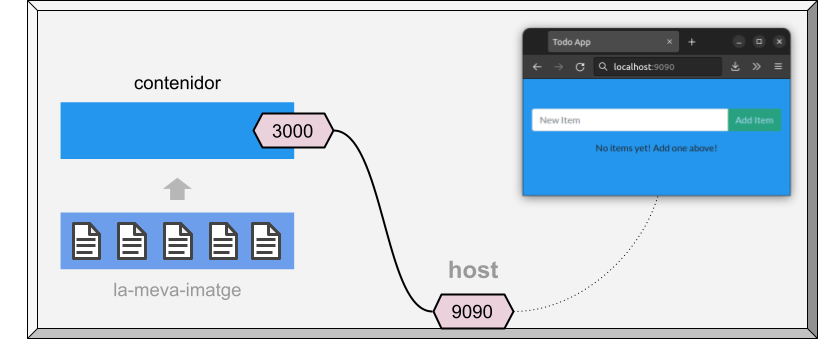 Todo App
localhost:9090
contenidor
3000
New Item
Add Item
No items yet! Add one above!
la-meva-imatge
host
9090